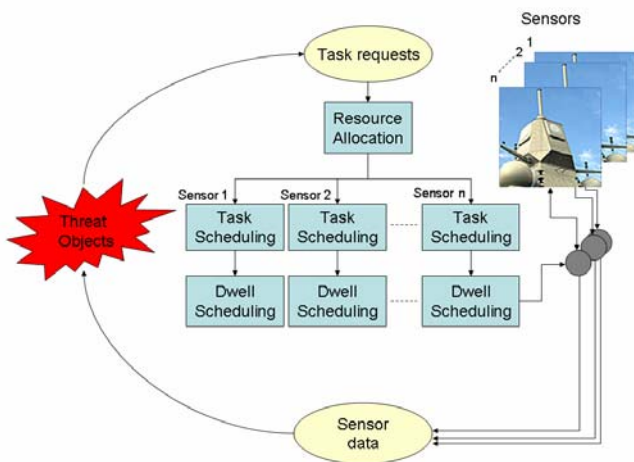 Sensors
1
2
n
Task requests
Resource
Allocation
Sensor 1
Sensor 2
Sensor n
Threat
Objects
Task
Scheduling
Task
Scheduling
Task
Scheduling
Dwell
Scheduling
Dwell
Scheduling
Dwell
Scheduling
Sensor
data